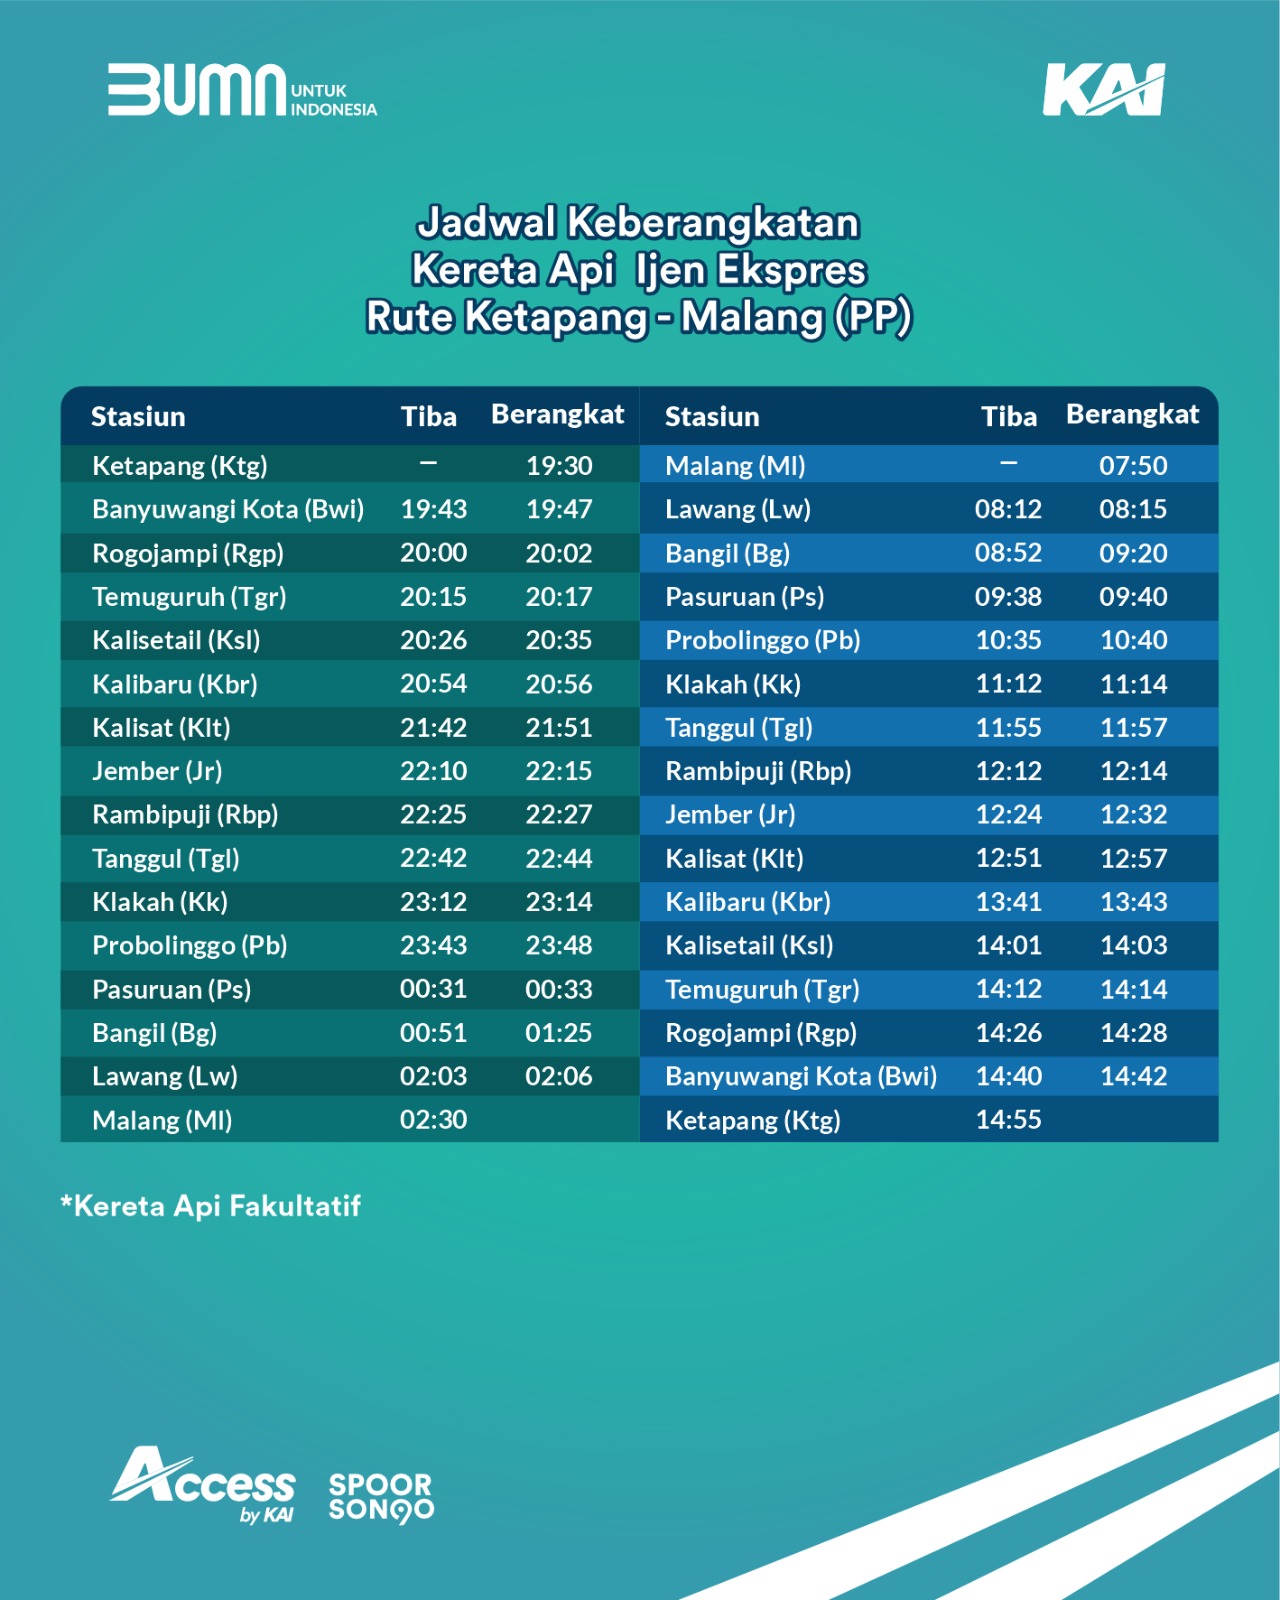 BUMN UNTUK
INDONESIA
KAI
Jadwal Keberangkatan
Kereta Api Ijen Ekspres
Rute Ketapang - Malang (PP)
Stasiun Tiba Berangkat Stasiun Tiba Berangkat
Ketapang (Ktg) – 19:30 Malang (Ml) – 07:50
Banyuwangi Kota (Bwi) 19:43 19:47 Lawang (Lw) 08:12 08:15
Rogojampi (Rgp) 20:00 20:02 Bangil (Bg) 08:52 09:20
Temuguruh (Tgr) 20:15 20:17 Pasuruan (Ps) 09:38 09:40
Kalisetail (Ksl) 20:26 20:35 Probolinggo (Pb) 10:35 10:40
Kalibaru (Kbr) 20:54 20:56 Klakah (Kk) 11:12 11:14
Kalisat (Klt) 21:42 21:51 Tanggul (Tgl) 11:55 11:57
Jember (Jr) 22:10 22:15 Rambipuji (Rbp) 12:12 12:14
Rambipuji (Rbp) 22:25 22:27 Jember (Jr) 12:24 12:32
Tanggul (Tgl) 22:42 22:44 Kalisat (Klt) 12:51 12:57
Klakah (Kk) 23:12 23:14 Kalibaru (Kbr) 13:41 13:43
Probolinggo (Pb) 23:43 23:48 Kalisetail (Ksl) 14:01 14:03
Pasuruan (Ps) 00:31 00:33 Temuguruh (Tgr) 14:12 14:14
Bangil (Bg) 00:51 01:25 Rogojampi (Rgp) 14:26 14:28
Lawang (Lw) 02:03 02:06 Banyuwangi Kota (Bwi) 14:40 14:42
Malang (Ml) 02:30 Ketapang (Ktg) 14:55
*Kereta Api Fakultatif
Access
by KAI
SPOOR
SON9O